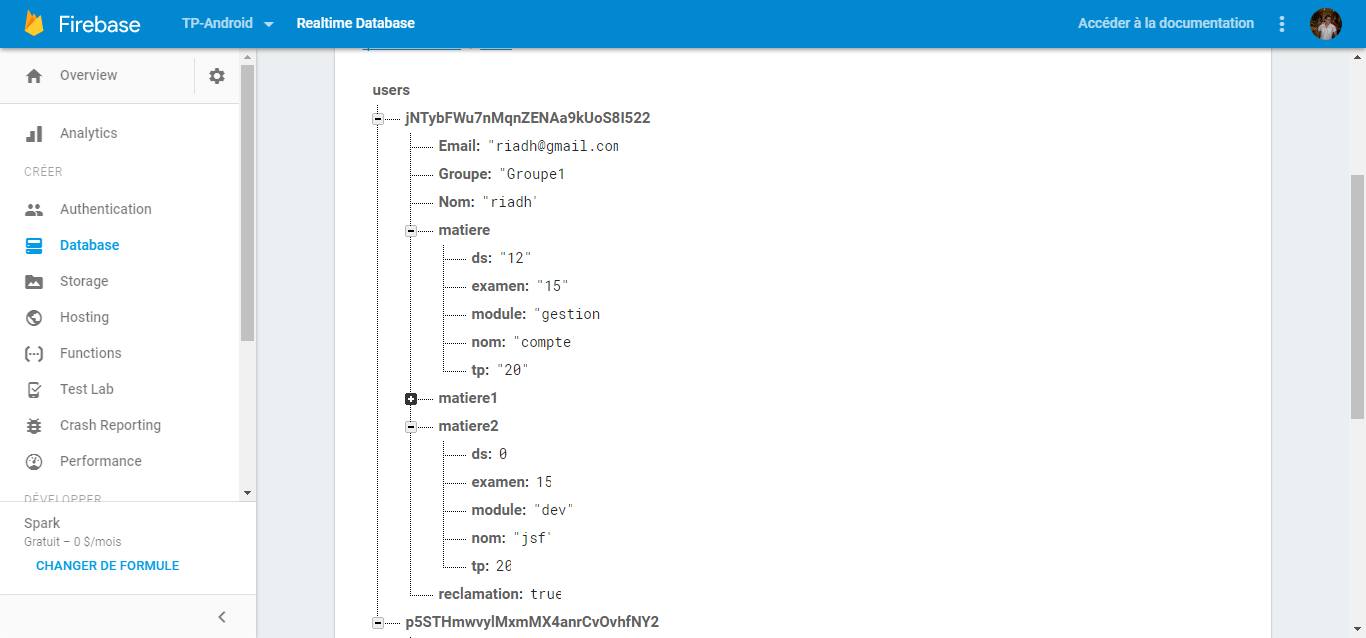 Firebase
TP-Android
Realtime Database
Accéder à la documentation
Overview
Analytics
CRÉER
Authentication
Database
Storage
Hosting
Functions
Test Lab
Crash Reporting
Performance
DÉVELOPPER
Spark
Gratuit – 0 $/mois
CHANGER DE FORMULE
users
jNTybFWu7nMqnZENAa9kUoS8I522
Email: "riadh@gmail.com
Groupe: "Groupe1
Nom: "riadh"
matiere
ds: "12"
examen: "15"
module: "gestion
nom: "compte
tp: "20"
matiere1
matiere2
ds: 0
examen: 15
module: "dev"
nom: "jsf"
tp: 20
reclamation: true
p5STHmwvylMxmMX4anrCvOvhfNY2